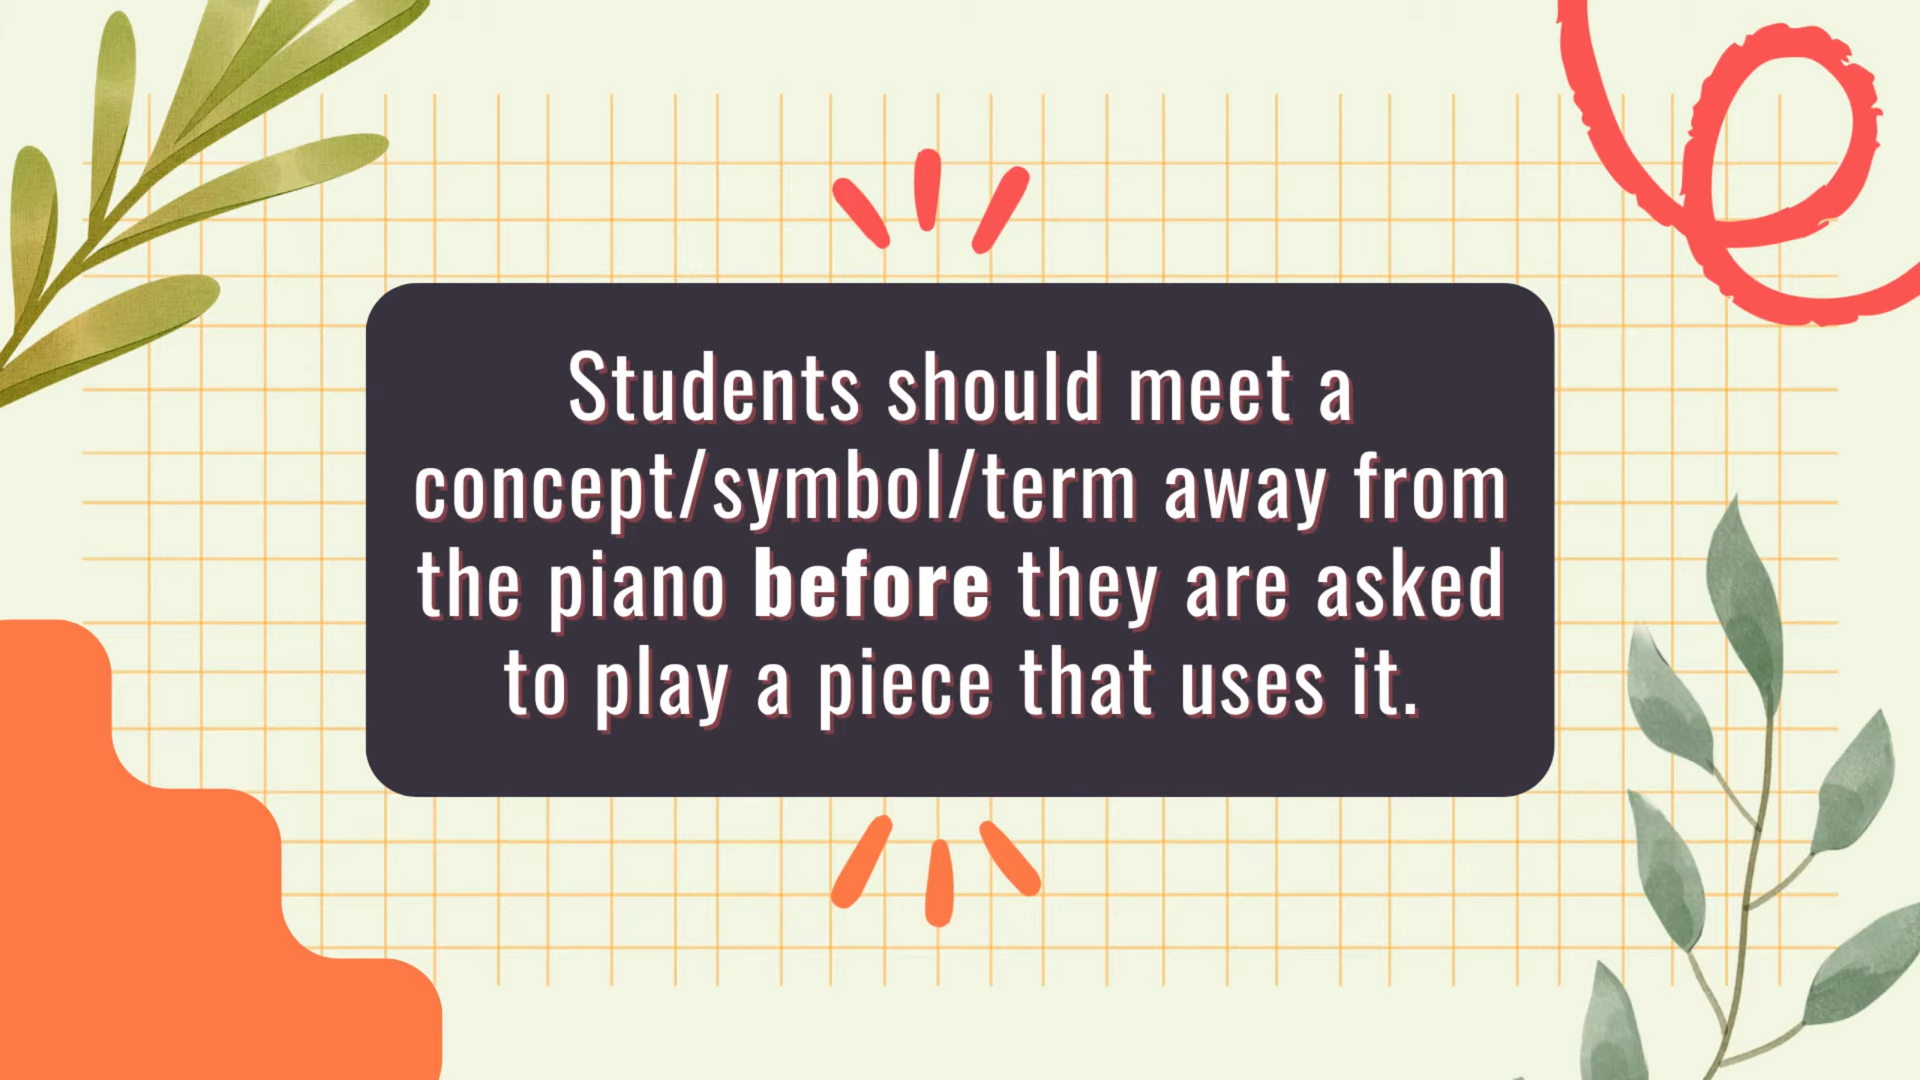 Students should meet a
concept/symbol/term away from
the piano before they are asked
to play a piece that uses it.